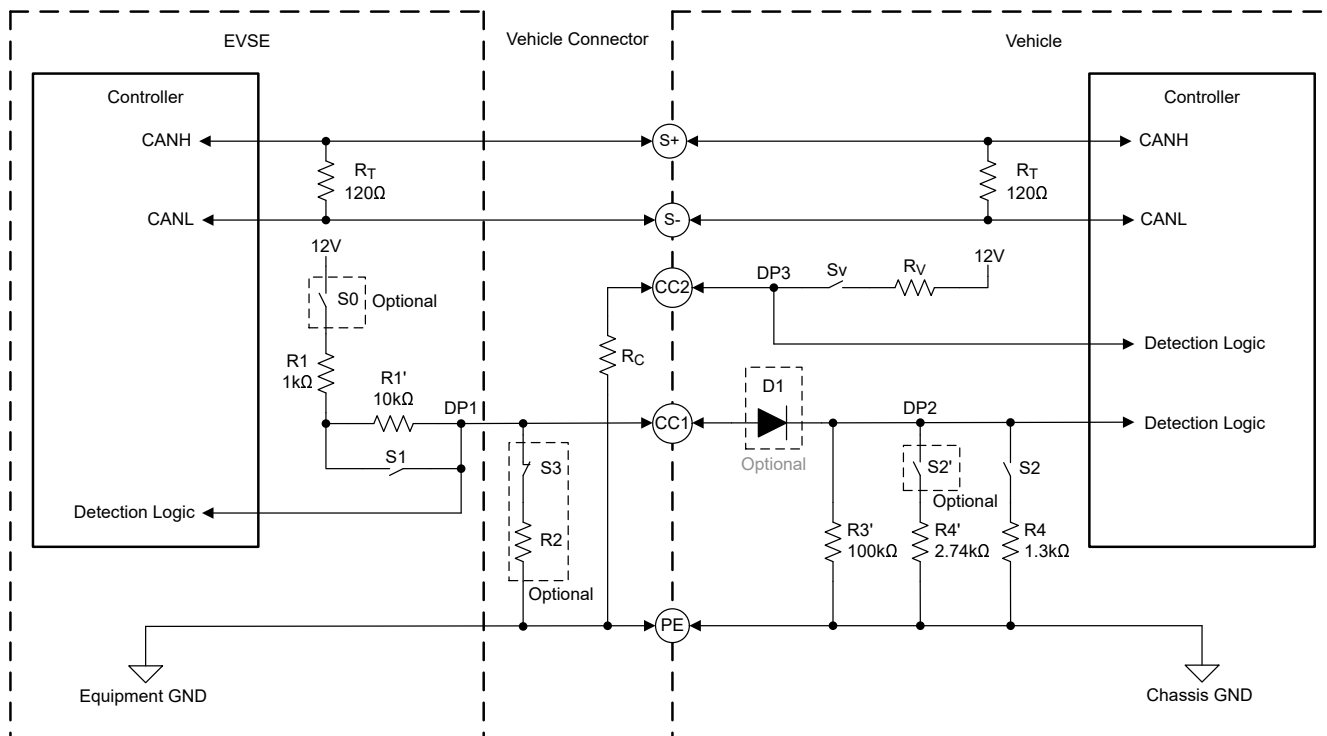 EVSE
Vehicle Connector
Vehicle
Controller
Controller
CANH
S+
CANH
RT
120Ω
RT
120Ω
CANL
S-
CANL
12V
S0
Optional
CC2
DP3
Sv
RV
12V
Detection Logic
R1
1kΩ
R1'
10kΩ
DP1
RC
CC1
D1
Optional
DP2
Detection Logic
S1
S3
S2'
Optional
S2
Detection Logic
R2
Optional
R3'
100kΩ
R4'
2.74kΩ
R4
1.3kΩ
PE
Equipment GND
Chassis GND